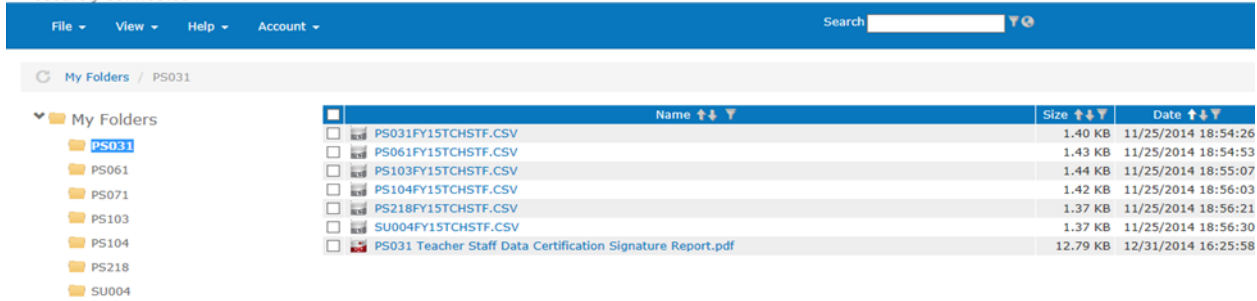 File View Help Account Search
My Folders / PS031
My Folders
PS031
PS061
PS071
PS103
PS104
PS218
SU004
Name Size Date
PS031FY15TCHSTF.CSV 1.40 KB 11/25/2014 18:54:26
PS061FY15TCHSTF.CSV 1.43 KB 11/25/2014 18:54:53
PS103FY15TCHSTF.CSV 1.44 KB 11/25/2014 18:55:07
PS104FY15TCHSTF.CSV 1.42 KB 11/25/2014 18:56:03
PS218FY15TCHSTF.CSV 1.37 KB 11/25/2014 18:56:21
SU004FY15TCHSTF.CSV 1.37 KB 11/25/2014 18:56:30
PS031 Teacher Staff Data Certification Signature Report.pdf 12.79 KB 12/31/2014 16:25:58